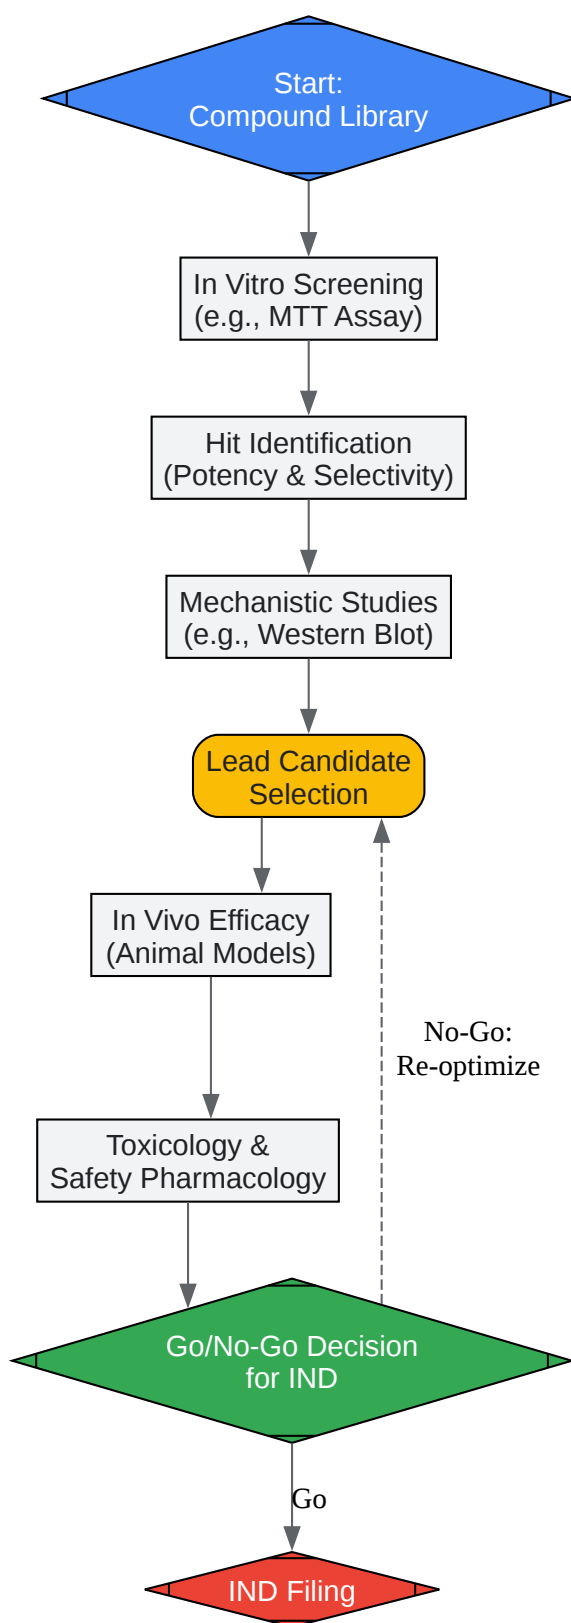 Start:
Compound Library
In Vitro Screening
(e.g., MTT Assay)
Hit Identification
(Potency & Selectivity)
Mechanistic Studies
(e.g., Western Blot)
Lead Candidate
Selection
In Vivo Efficacy
(Animal Models)
No-Go:
Re-optimize
Toxicology &
Safety Pharmacology
Go/No-Go Decision
for IND
Go
IND Filing